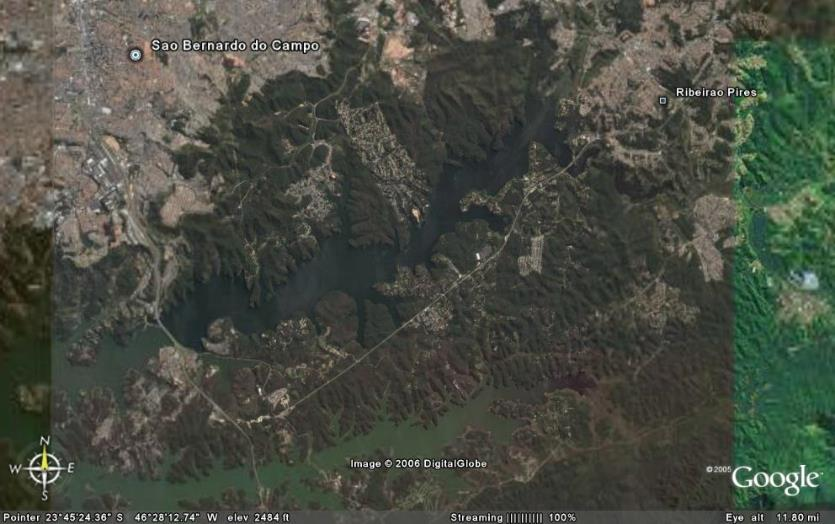 Sao Bernardo do Campo
Ribeirao Pires
N
W E
S
Image © 2006 DigitalGlobe
© 2005 Google™
Pointer 23°45'24.36" S 46°28'12.74" W elev 2484 ft Streaming |||||||||| 100% Eye alt 11.80 mi